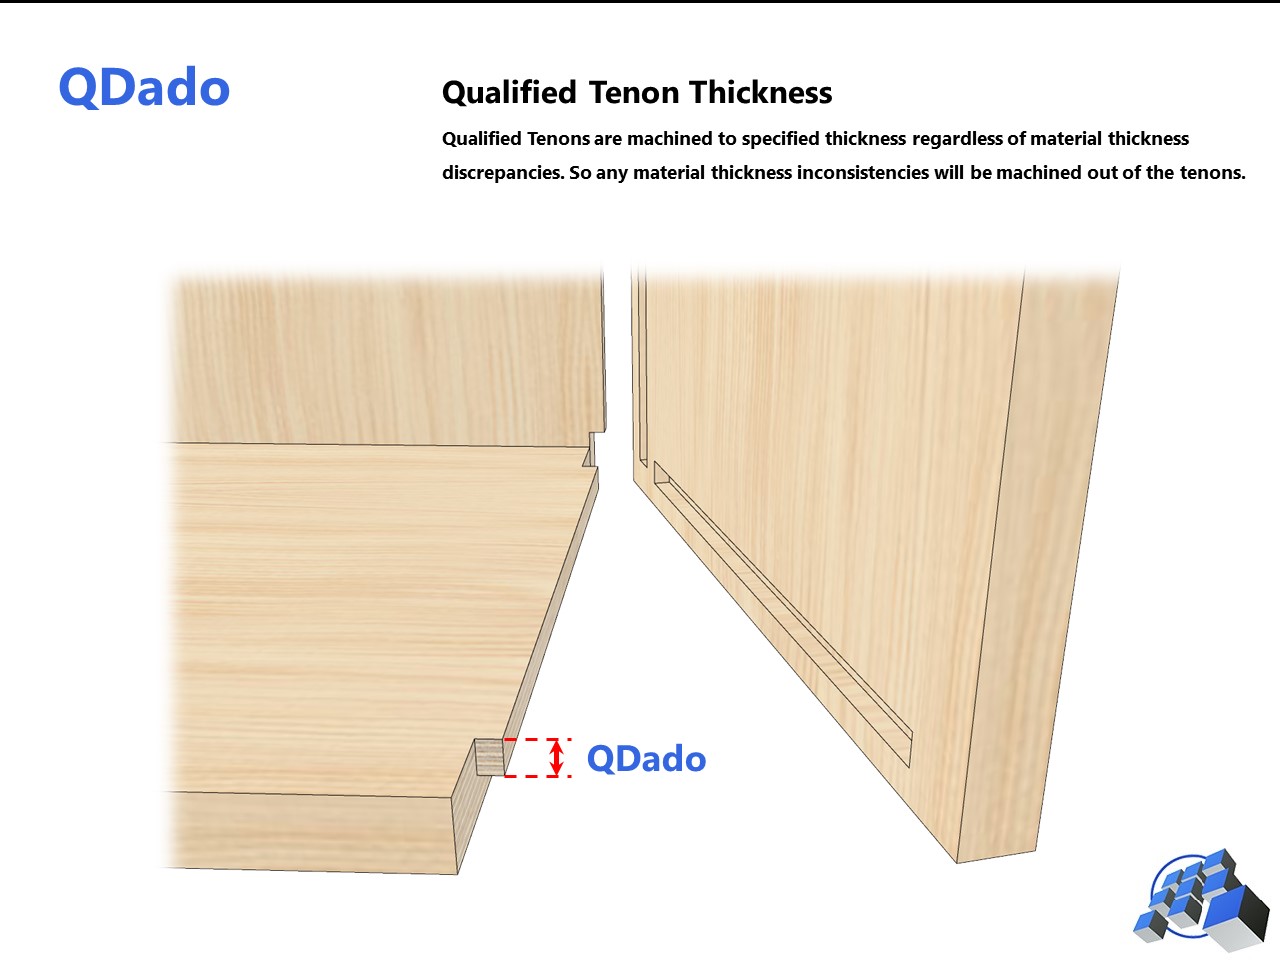 QDado
Qualified Tenon Thickness
Qualified Tenons are machined to specified thickness regardless of material thickness
discrepancies. So any material thickness inconsistencies will be machined out of the tenons.
QDado